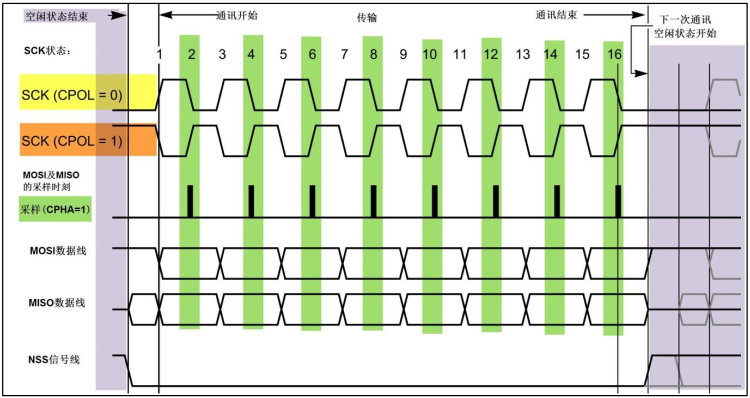 空闲状态结束
通讯开始
传输
通讯结束
下一次通讯
空闲状态开始
SCK状态:
1 2 3 4 5 6 7 8 9 10 11 12 13 14 15 16
SCK (CPOL = 0)
SCK (CPOL = 1)
MOSI及MISO
的采样时刻
采样(CPHA=1)
MOSI数据线
MISO数据线
NSS信号线